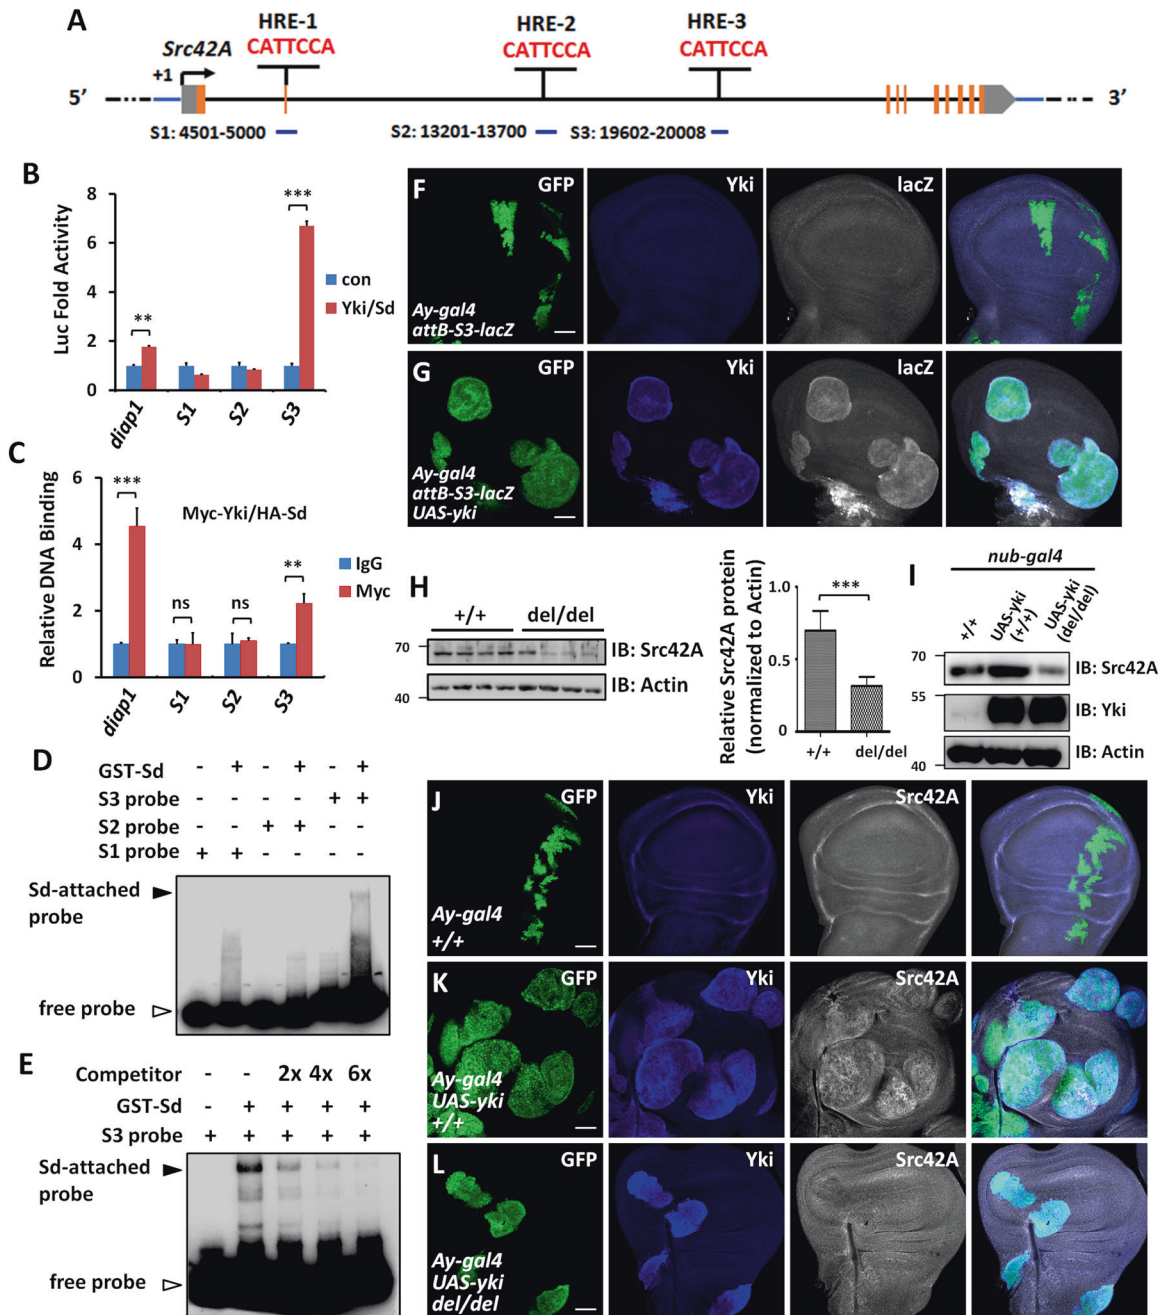 A
HRE-1 HRE-2 HRE-3
CATTCCA CATTCCA CATTCCA
Src42A
+1
5’ 3’
S1: 4501-5000 S2: 13201-13700 S3: 19602-20008
B
Luc Fold Activity
8
6
4
2
0
** ***
con
Yki/Sd
diap1 S1 S2 S3
C
Relative DNA Binding
6
4
2
0
*** ns ns **
Myc-Yki/HA-Sd
IgG
Myc
diap1 S1 S2 S3
D
GST-Sd - + - + - +
S3 probe - - - - + +
S2 probe - - + + - -
S1 probe + + - - - -
Sd-attached
probe
free probe
E
Competitor - - 2x 4x 6x
GST-Sd - + + + +
S3 probe + + + + +
Sd-attached
probe
free probe
F GFP Yki lacZ
Ay-gal4
attB-S3-lacZ
G GFP Yki lacZ
Ay-gal4
attB-S3-lacZ
UAS-yki
H
+/+ del/del
70
IB: Src42A
40
IB: Actin
Relative Src42A protein
(normalized to Actin)
1.0
0.5
0
***
+/+ del/del
I
nub-gal4
+/+
UAS-yki
(+/+)
UAS-yki
(del/del)
70
IB: Src42A
55
IB: Yki
40
IB: Actin
J GFP Yki Src42A
Ay-gal4
+/+
K GFP Yki Src42A
Ay-gal4
UAS-yki
+/+
L GFP Yki Src42A
Ay-gal4
UAS-yki
del/del